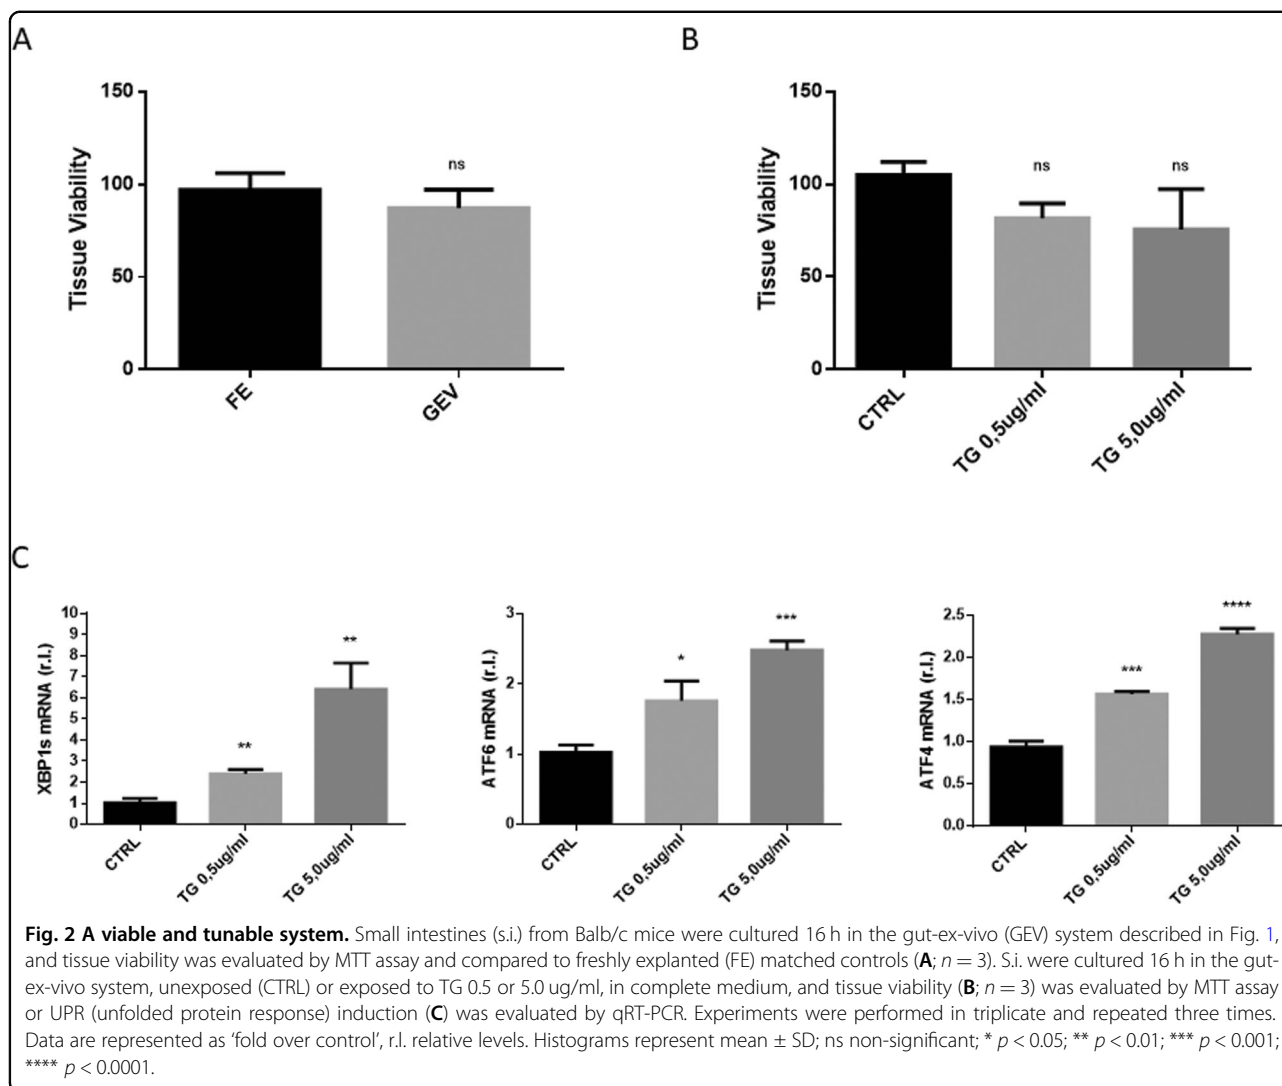 A
150
100
50
0
Tissue Viability
ns
FE
GEV
B
150
100
50
0
Tissue Viability
ns
ns
CTRL
TG 0,5ug/ml
TG 5,0ug/ml
C
10
9
8
7
6
5
4
3
2
1
0
XBP1s mRNA (r.l.)
**
**
CTRL
TG 0,5ug/ml
TG 5,0ug/ml
3
2
1
0
ATF6 mRNA (r.l.)
*
***
CTRL
TG 0,5ug/ml
TG 5,0ug/ml
2.5
2.0
1.5
1.0
0.5
0.0
ATF4 mRNA (r.l.)
***
****
CTRL
TG 0,5ug/ml
TG 5,0ug/ml
Fig. 2 A viable and tunable system. Small intestines (s.i.) from Balb/c mice were cultured 16 h in the gut-ex-vivo (GEV) system described in Fig. 1,
and tissue viability was evaluated by MTT assay and compared to freshly explanted (FE) matched controls (A; n = 3). S.i. were cultured 16 h in the gut-
ex-vivo system, unexposed (CTRL) or exposed to TG 0.5 or 5.0 ug/ml, in complete medium, and tissue viability (B; n = 3) was evaluated by MTT assay
or UPR (unfolded protein response) induction (C) was evaluated by qRT-PCR. Experiments were performed in triplicate and repeated three times.
Data are represented as 'fold over control', r.l. relative levels. Histograms represent mean ± SD; ns non-significant; * p < 0.05; ** p < 0.01; *** p < 0.001;
**** p < 0.0001.